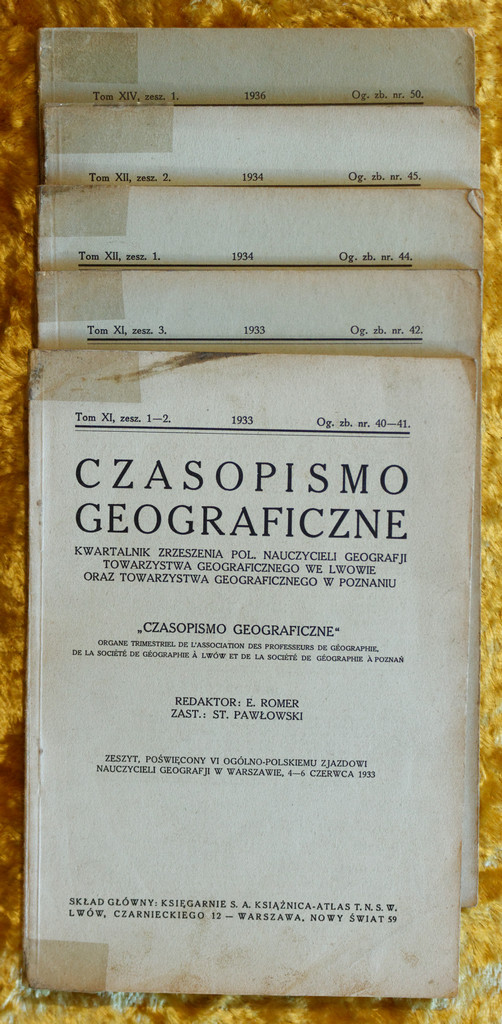 Tom XIV, zesz. 1. 1936 Og. zb. nr. 50.
Tom XII, zesz. 2. 1934 Og. zb. nr. 45.
Tom XII, zesz. 1. 1934 Og. zb. nr. 44.
Tom XI, zesz. 3. 1933 Og. zb. nr. 42.
Tom XI, zesz. 1—2. 1933 Og. zb. nr. 40—41.
CZASOPISMO
GEOGRAFICZNE
KWARTALNIK ZRZESZENIA POL. NAUCZYCIELI GEOGRAFJI
TOWARZYSTWA GEOGRAFICZNEGO WE LWOWIE
ORAZ TOWARZYSTWA GEOGRAFICZNEGO W POZNANIU
„CZASOPISMO GEOGRAFICZNE“
ORGANE TRIMESTRIEL DE L'ASSOCIATION DES PROFESSEURS DE GÉOGRAPHIE,
DE LA SOCIÉTÉ DE GÉOGRAPHIE À LWÓW ET DE LA SOCIÉTÉ DE GÉOGRAPHIE À POZNAŃ
REDAKTOR: E. ROMER
ZAST.: ST. PAWŁOWSKI
ZESZYT, POŚWIĘCONY VI OGÓLNO-POLSKIEMU ZJAZDOWI
NAUCZYCIELI GEOGRAFJI W WARSZAWIE, 4—6 CZERWCA 1933
SKŁAD GŁÓWNY: KSIĘGARNIE S. A. KSIĄŻNICA-ATLAS T. N. S. W.
LWÓW, CZARNIECKIEGO 12 — WARSZAWA, NOWY ŚWIAT 59